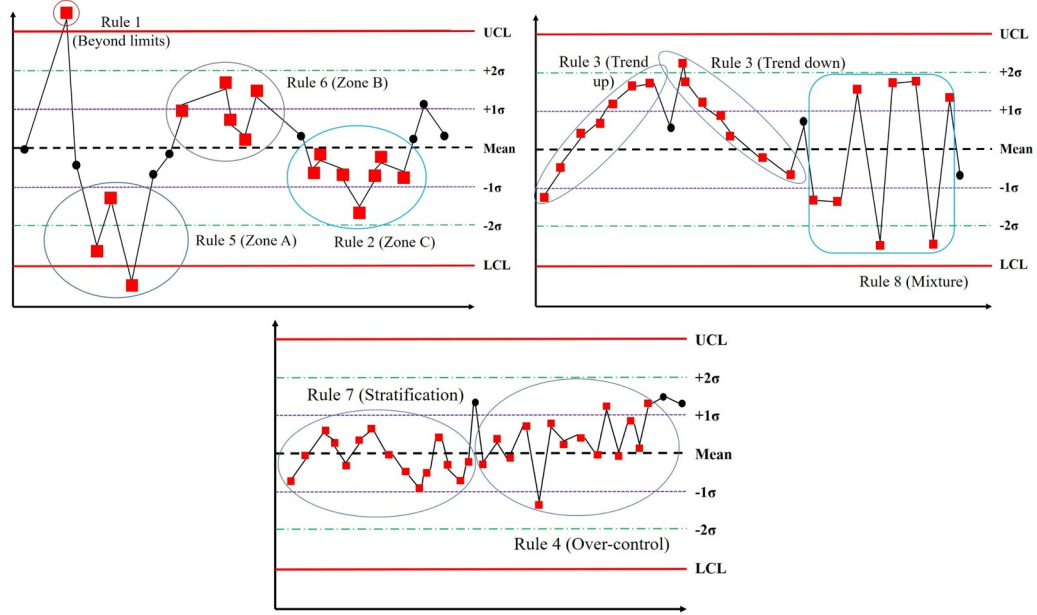 Rule 1
(Beyond limits)
UCL
+2σ
Rule 6 (Zone B)
+1σ
Mean
-1σ
-2σ
Rule 5 (Zone A)
Rule 2 (Zone C)
LCL
UCL
Rule 3 (Trend
up)
Rule 3 (Trend down)
+2σ
+1σ
Mean
-1σ
-2σ
LCL
Rule 8 (Mixture)
UCL
+2σ
Rule 7 (Stratification)
+1σ
Mean
-1σ
-2σ
Rule 4 (Over-control)
LCL